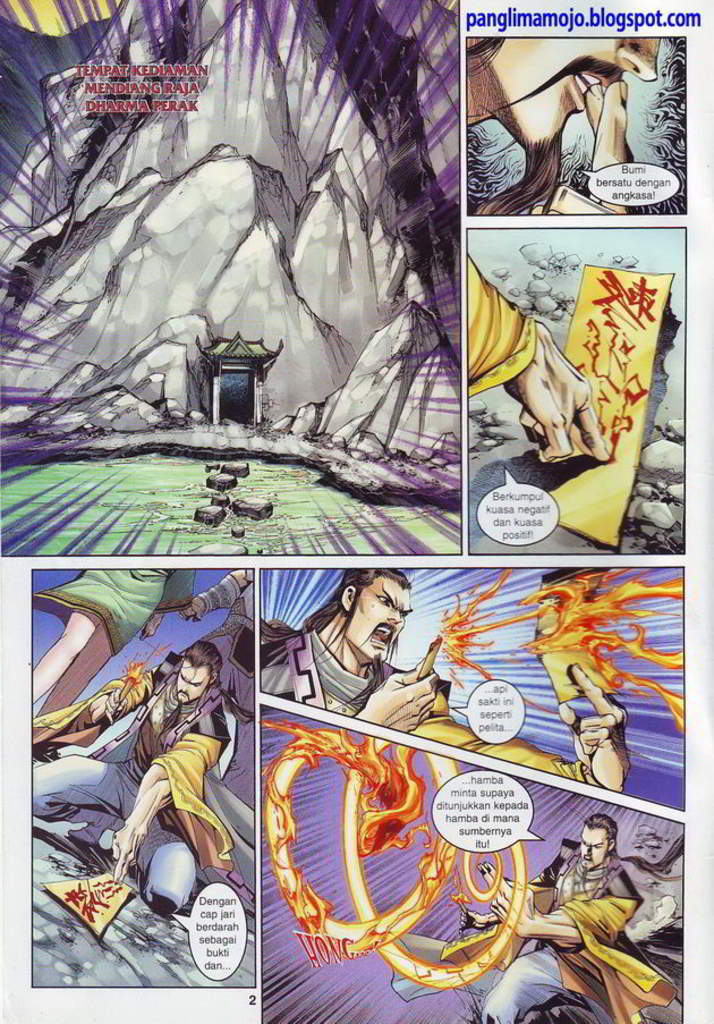 panglimamojo.blogspot.com
TEMPAT KEDIAMAN
MENDIANG RAJA
DHARMA PERAK
Bumi
bersatu dengan
angkasa!
Berkumpul
kuasa negatif
dan kuasa
positif!
Dengan
cap jari
berdarah
sebagai
bukti
dan...
...api
sakti ini
seperti
pelita...
...hamba
minta supaya
ditunjukkan kepada
hamba di mana
sumbernya
itu!
HONG
2